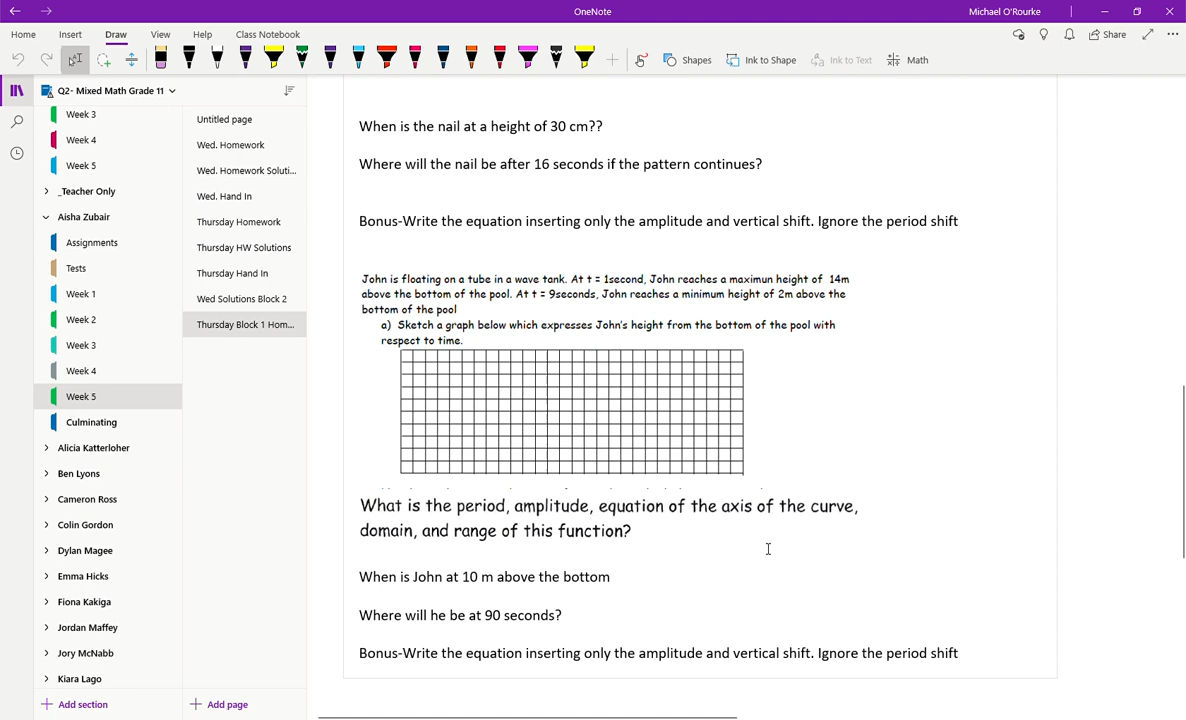 OneNote
Michael O'Rourke
Home
Insert
Draw
View
Help
Class Notebook
Share
Shapes
Ink to Shape
Ink to Text
Math
Q2- Mixed Math Grade 11
Week 3
Week 4
Week 5
_Teacher Only
Aisha Zubair
Assignments
Tests
Week 1
Week 2
Week 3
Week 4
Week 5
Culminating
Alicia Katterloher
Ben Lyons
Cameron Ross
Colin Gordon
Dylan Magee
Emma Hicks
Fiona Kakiga
Jordan Maffey
Jory McNabb
Kiara Lago
Add section
Untitled page
Wed. Homework
Wed. Homework Soluti...
Wed. Hand In
Thursday Homework
Thursday HW Solutions
Thursday Hand In
Wed Solutions Block 2
Thursday Block 1 Hom...
Add page
When is the nail at a height of 30 cm??
Where will the nail be after 16 seconds if the pattern continues?
Bonus-Write the equation inserting only the amplitude and vertical shift. Ignore the period shift
John is floating on a tube in a wave tank. At t = 1second, John reaches a maximun height of 14m
above the bottom of the pool. At t = 9seconds, John reaches a minimum height of 2m above the
bottom of the pool
a) Sketch a graph below which expresses John's height from the bottom of the pool with
respect to time.
What is the period, amplitude, equation of the axis of the curve,
domain, and range of this function?
When is John at 10 m above the bottom
Where will he be at 90 seconds?
Bonus-Write the equation inserting only the amplitude and vertical shift. Ignore the period shift